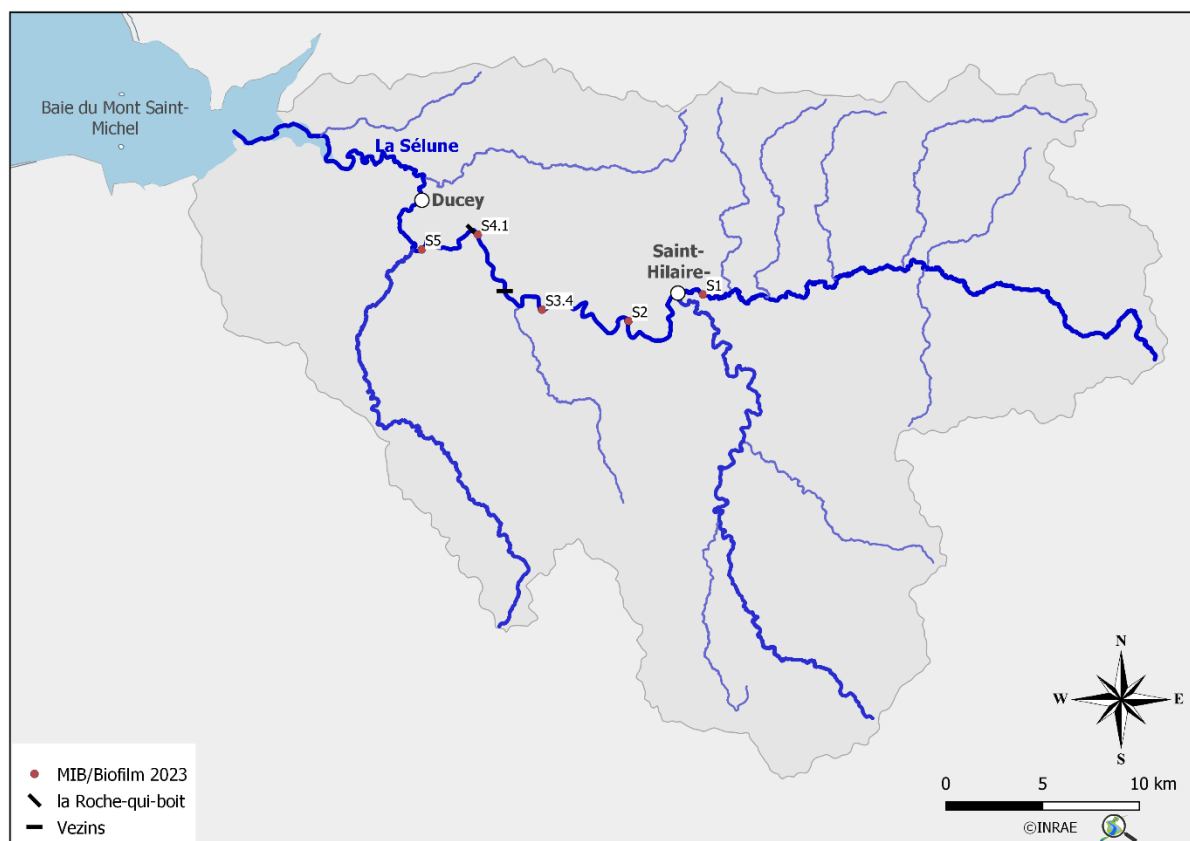 Baie du Mont Saint-
Michel
La Sélune
Ducey
S4.1
S5
Saint-
Hilaire-
S1
S3.4
S2
N
W
E
S
MIB/Biofilm 2023
la Roche-qui-boit
Vezins
0 5 10 km
©INRAE